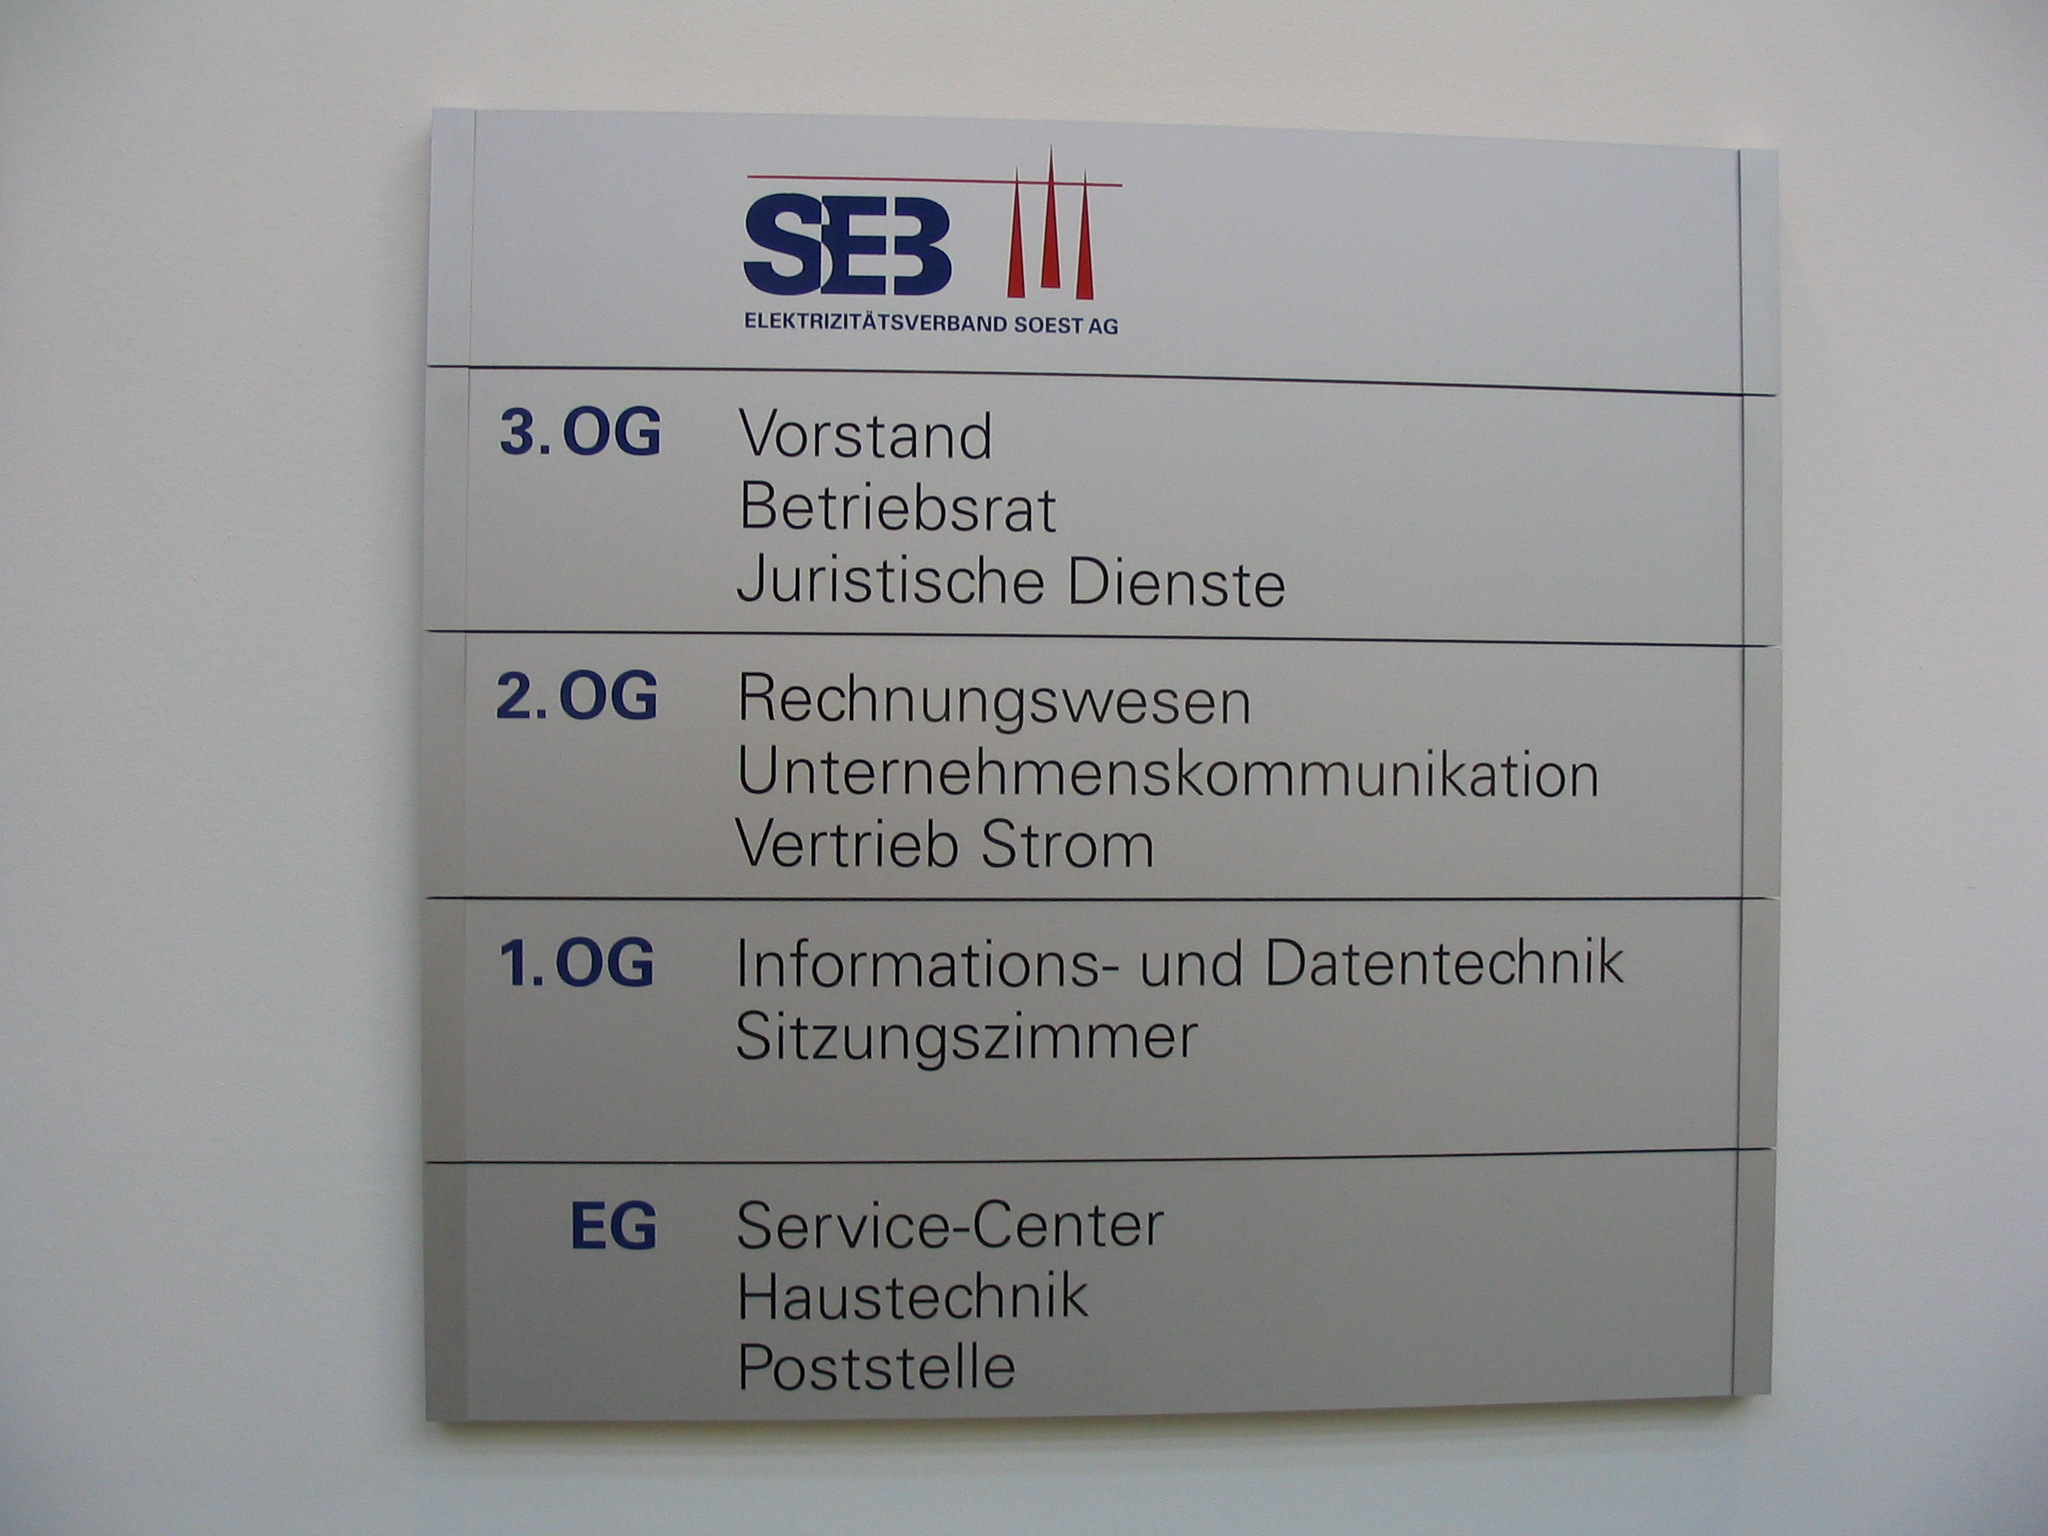 SEB
ELEKTRIZITÄTSVERBAND SOEST AG
3. OG Vorstand
Betriebsrat
Juristische Dienste
2. OG Rechnungswesen
Unternehmenskommunikation
Vertrieb Strom
1. OG Informations- und Datentechnik
Sitzungszimmer
EG Service-Center
Haustechnik
Poststelle